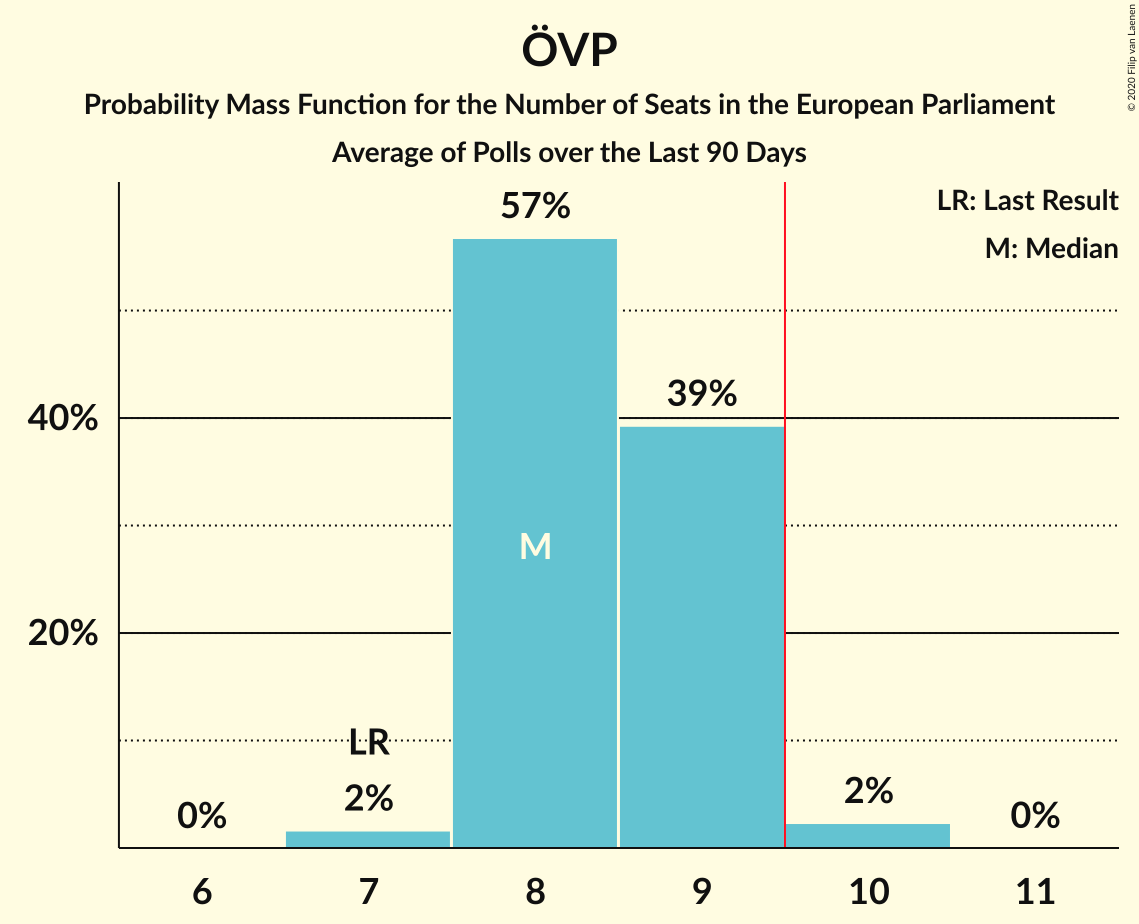 ÖVP
Probability Mass Function for the Number of Seats in the European Parliament
Average of Polls over the Last 90 Days
© 2020 Filip van Laenen
LR: Last Result
M: Median
57%
39%
40%
M
20%
LR
2%
2%
0%
0%
6 7 8 9 10 11